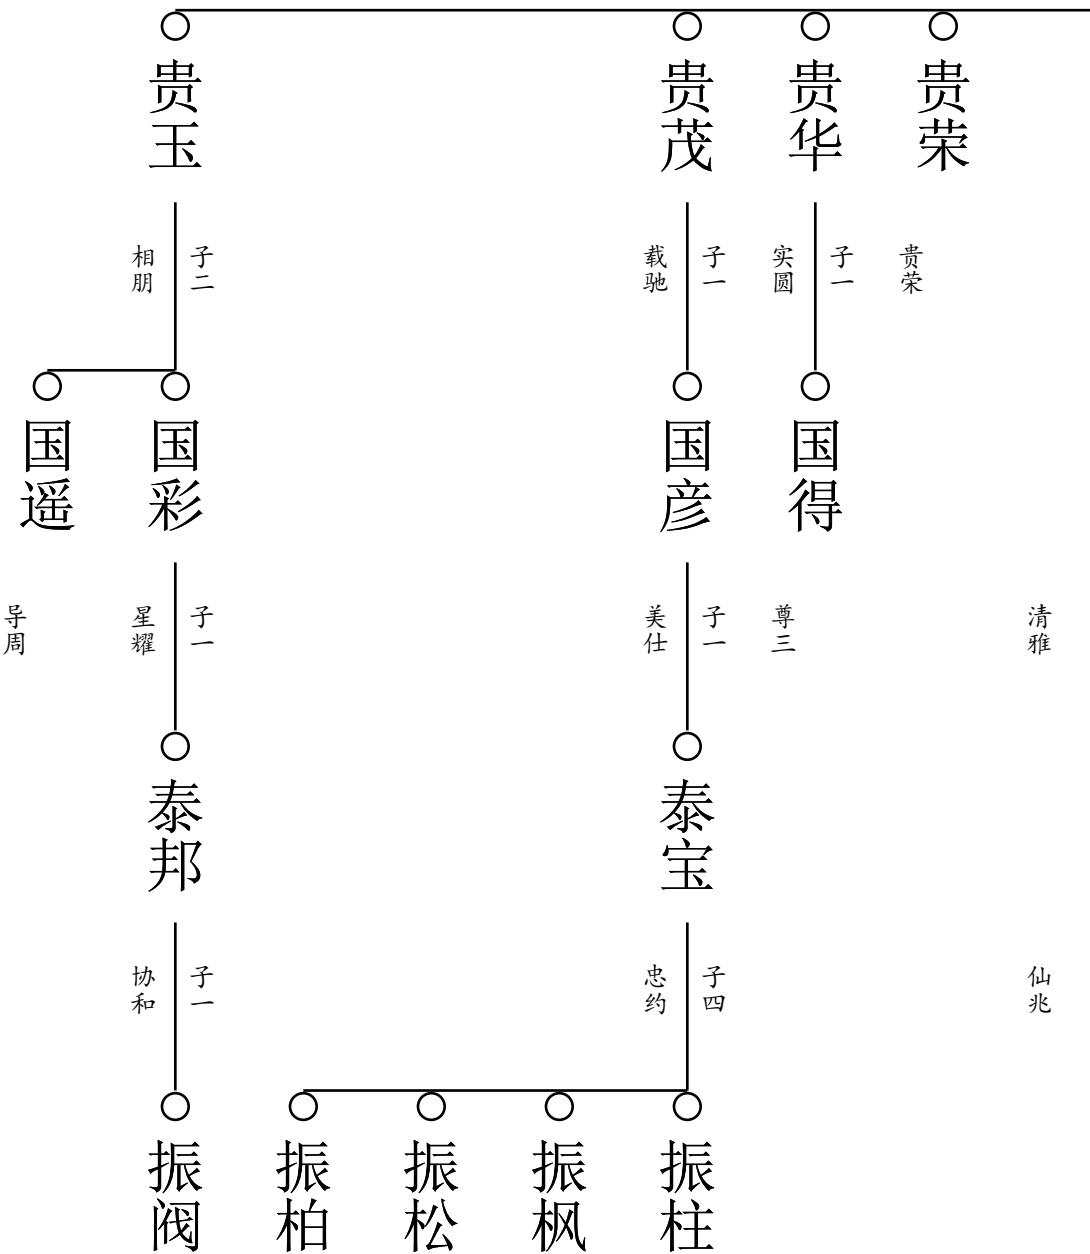 贵荣
贵华
贵茂
贵玉
贵荣
子一
实圆
子一
载驰
子二
相朋
国得
国彦
国彩
国遥
清雅
尊三
子一
美仕
子一
星耀
导周
泰宝
泰邦
仙兆
子四
忠约
子一
协和
振柱
振枫
振松
振柏
振阀